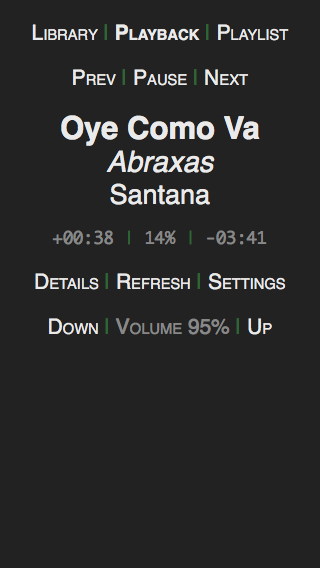 Library | Playback | Playlist
Prev | Pause | Next
Oye Como Va
Abraxas
Santana
+00:38 | 14% | -03:41
Details | Refresh | Settings
Down | Volume 95% | Up